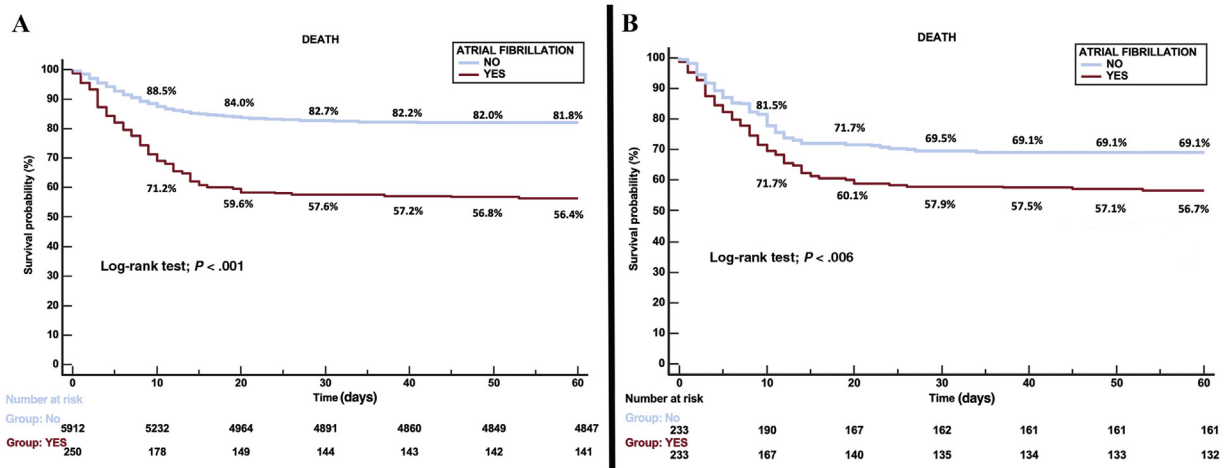 A
DEATH
ATRIAL FIBRILLATION
NO
YES
100
90
80
70
60
50
40
30
20
10
0
Survival probability (%)
88.5%
84.0%
82.7%
82.2%
82.0%
81.8%
71.2%
59.6%
57.6%
57.2%
56.8%
56.4%
Log-rank test; P < .001
0 10 20 30 40 50 60
Time (days)
Number at risk
Group: No
5912 5232 4964 4891 4860 4849 4847
Group: YES
250 178 149 144 143 142 141
B
DEATH
ATRIAL FIBRILLATION
NO
YES
100
90
80
70
60
50
40
30
20
10
0
Survival probability (%)
81.5%
71.7%
69.5%
69.1%
69.1%
69.1%
71.7%
60.1%
57.9%
57.5%
57.1%
56.7%
Log-rank test; P < .006
0 10 20 30 40 50 60
Time (days)
Number at risk
Group: No
233 190 167 162 161 161 161
Group: YES
233 167 140 135 134 133 132